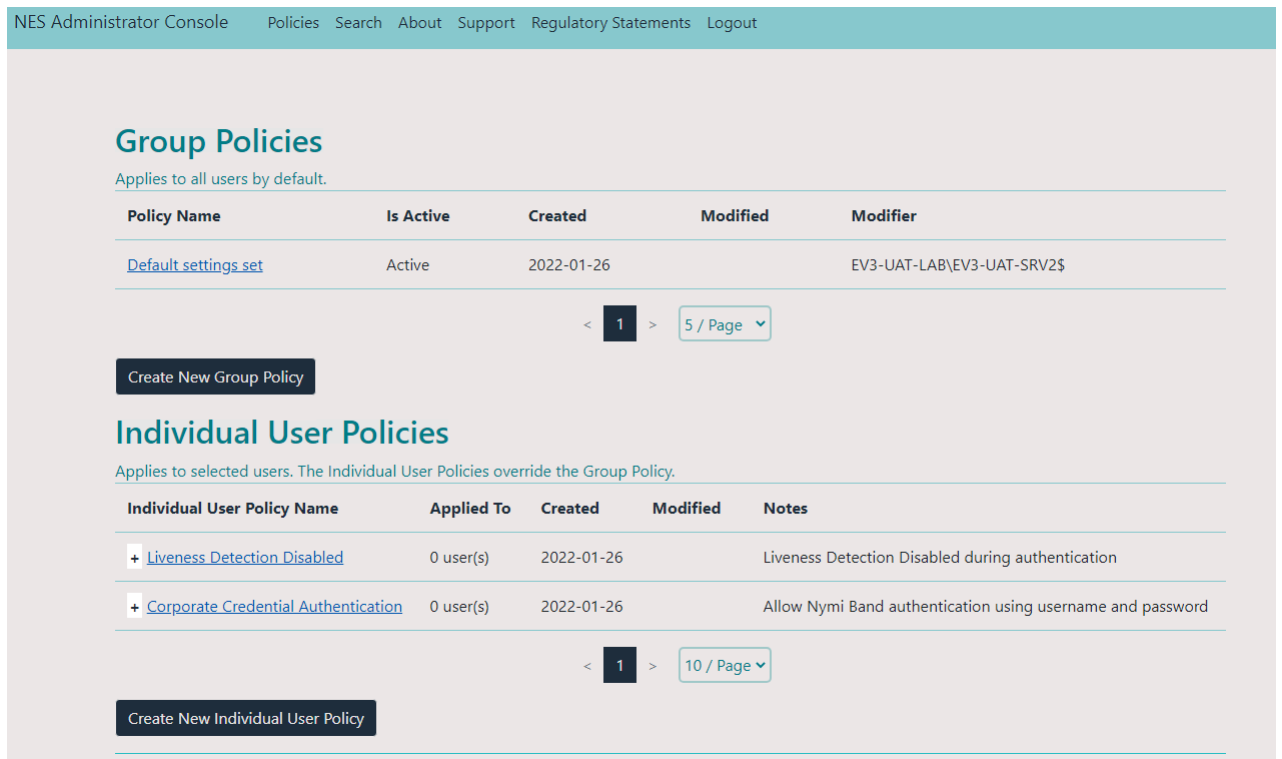 NES Administrator Console Policies Search About Support Regulatory Statements Logout
Group Policies
Applies to all users by default.
Policy Name Is Active Created Modified Modifier
Default settings set Active 2022-01-26 EV3-UAT-LAB\EV3-UAT-SRV2$
< 1 > 5 / Page
Create New Group Policy
Individual User Policies
Applies to selected users. The Individual User Policies override the Group Policy.
Individual User Policy Name Applied To Created Modified Notes
+ Liveness Detection Disabled 0 user(s) 2022-01-26 Liveness Detection Disabled during authentication
+ Corporate Credential Authentication 0 user(s) 2022-01-26 Allow Nymi Band authentication using username and password
< 1 > 10 / Page
Create New Individual User Policy